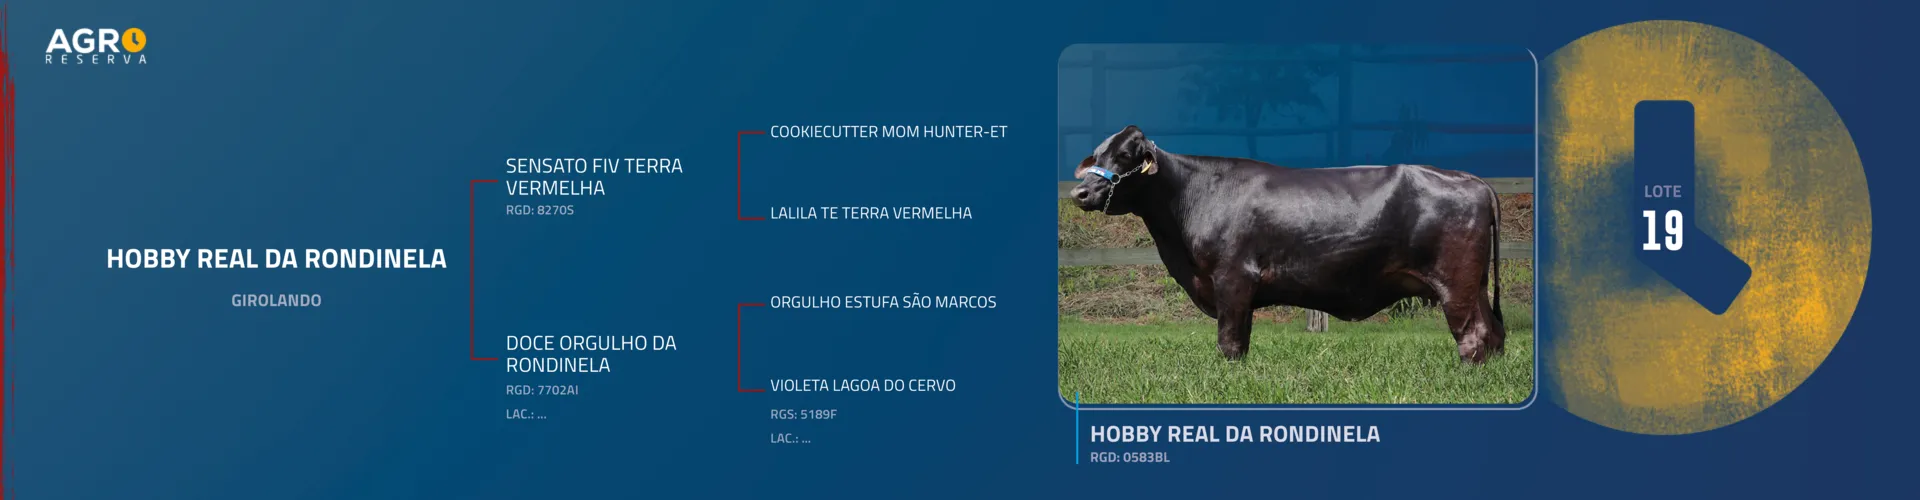 AGRO
RESERVA
HOBBY REAL DA RONDINELA
GIROLANDO
SENSATO FIV TERRA
VERMELHA
RGD: 8270S
DOCE ORGULHO DA
RONDINELA
RGD: 7702AI
LAC.: ...
COOKIECUTTER MOM HUNTER-ET
LALILA TE TERRA VERMELHA
ORGULHO ESTUFA SÃO MARCOS
VIOLETA LAGOA DO CERVO
RGS: 5189F
LAC.: ...
HOBBY REAL DA RONDINELA
RGD: 0583BL
LOTE
19